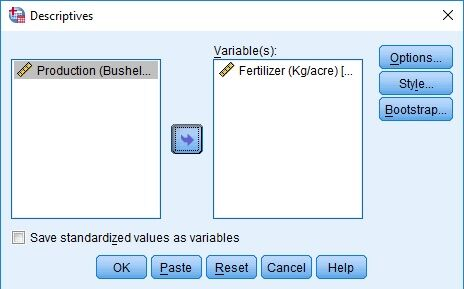 Descriptives
Variable(s):
Production (Bushel...
Fertilizer (Kg/acre) [...
Options...
Style...
Bootstrap...
Save standardized values as variables
OK Paste Reset Cancel Help